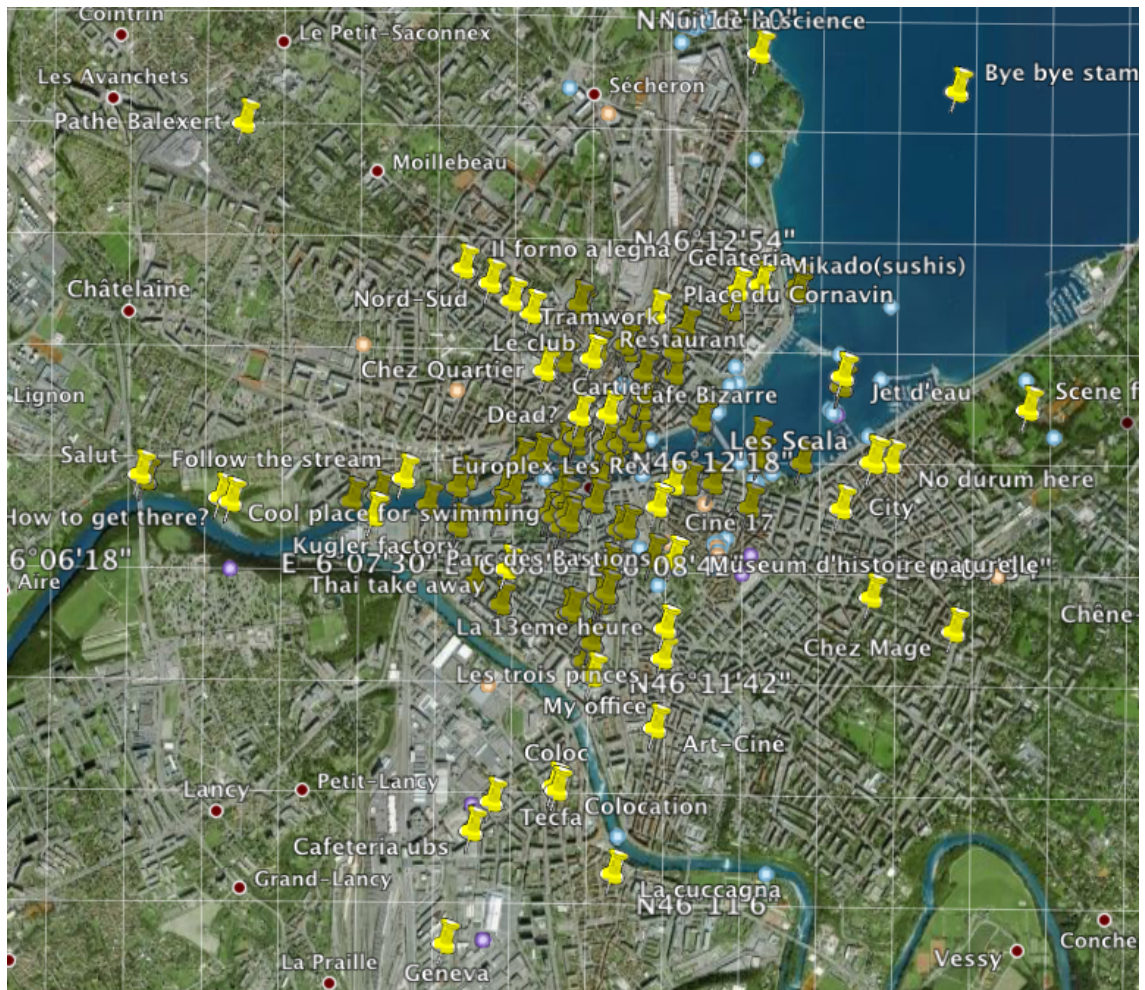 Cointrin
Nuit de la science
Le Petit-Saconnex
Les Avanchets
Sécheron
Bye bye stam
Pathe Balexert
Moillebeau
N46°12'54"
Il forno a legna
Gelateria
Mikado(sushis)
Châtelaine
Nord-Sud
Place du Cornavin
Tramwork
Le club
Restaurant
Chez Quartier
Cartier
Cafe Bizarre
Jet d'eau
Scene f
Lignon
Dead?
Les Scala
Salut
Follow the stream
Europlex Les Rex
N46°12'18"
No durum here
How to get there?
Cool place for swimming
Cine 17
City
Kugler factory
Parc des Bastions
6°06'18"
E 6°07'30"
Museum d'histoire naturelle
Aire
Thai take away
Chêne
La 13eme heure
Chez Mage
Les trois pinces
N46°11'42"
My office
Art-Ciné
Coloc
Lancy
Petit-Lancy
Tecfa
Colocation
Cafeteria ubs
Grand-Lancy
La cuccagna
N46°11'6"
La Praille
Geneva
Vessy
Conche